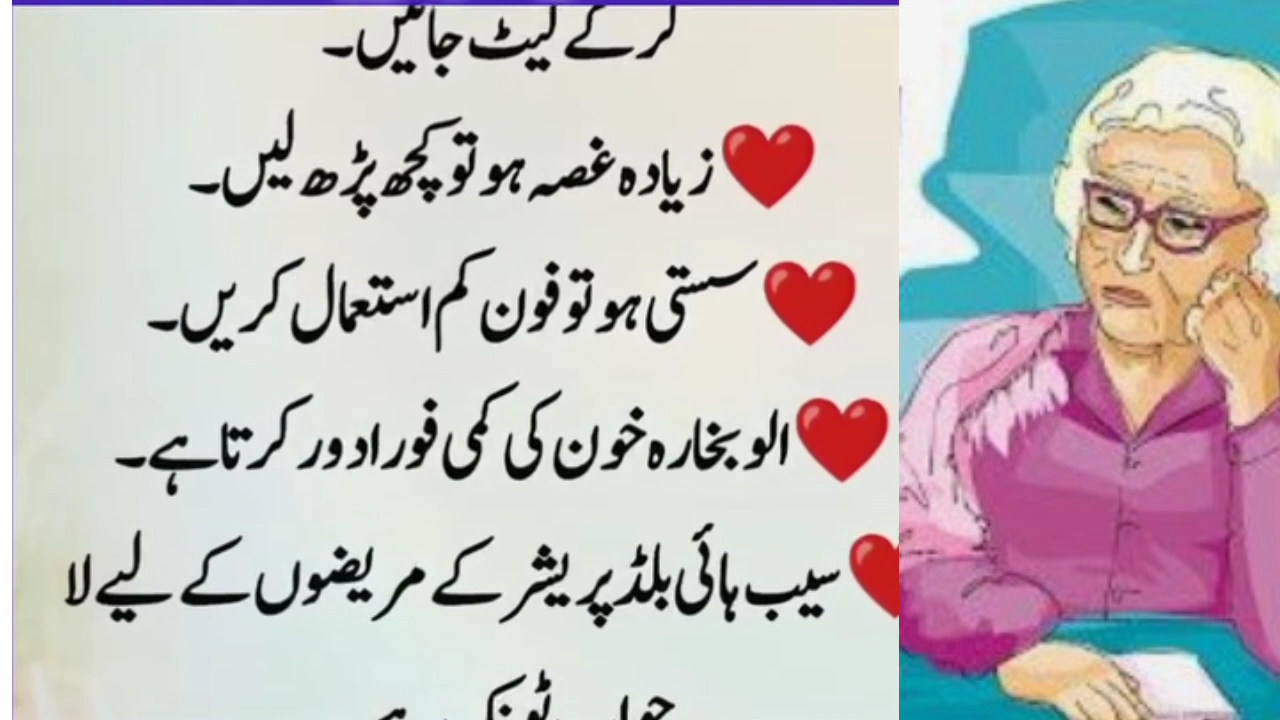 کر کے لیٹ جائیں۔
زیادہ غصہ ہو تو کچھ پڑھ لیں۔
سستی ہو تو فون کم استعمال کریں۔
الو بخارہ خون کی کمی فورا دور کرتا ہے۔
سیب ہائی بلڈ پریشر کے مریضوں کے لیے لا